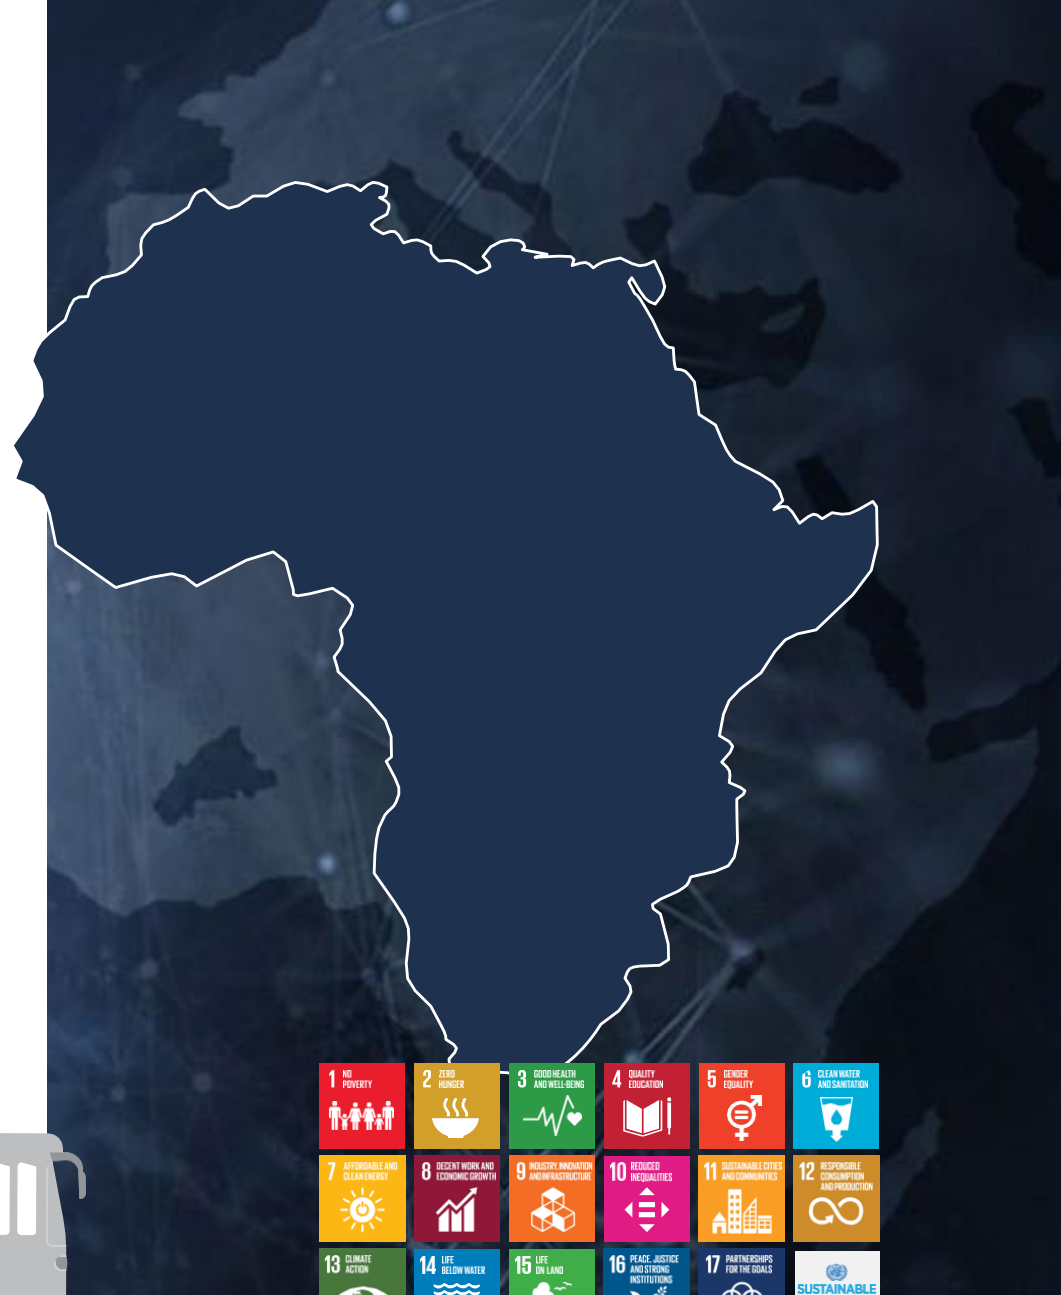 1 NO
POVERTY
2 ZERO
HUNGER
3 GOOD HEALTH
AND WELL-BEING
4 QUALITY
EDUCATION
5 GENDER
EQUALITY
6 CLEAN WATER
AND SANITATION
7 AFFORDABLE AND
CLEAN ENERGY
8 DECENT WORK AND
ECONOMIC GROWTH
9 INDUSTRY, INNOVATION
AND INFRASTRUCTURE
10 REDUCED
INEQUALITIES
11 SUSTAINABLE CITIES
AND COMMUNITIES
12 RESPONSIBLE
CONSUMPTION
AND PRODUCTION
13 CLIMATE
ACTION
14 LIFE
BELOW WATER
15 LIFE
ON LAND
16 PEACE, JUSTICE
AND STRONG
INSTITUTIONS
17 PARTNERSHIPS
FOR THE GOALS
SUSTAINABLE